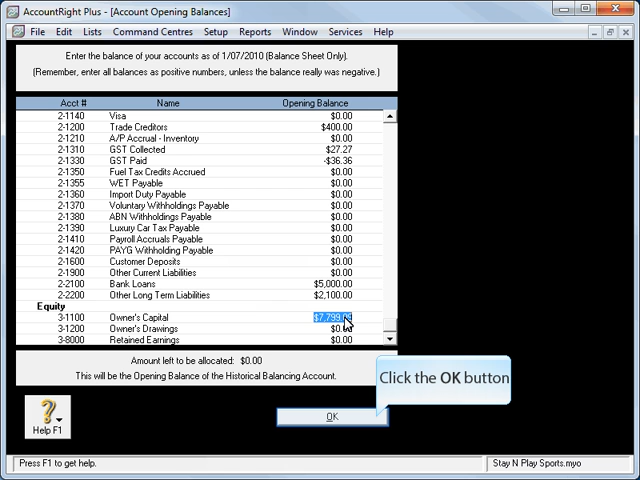 AccountRight Plus - [Account Opening Balances]
File Edit Lists Command Centres Setup Reports Window Services Help
Enter the balance of your accounts as of 1/07/2010 (Balance Sheet Only).
(Remember, enter all balances as positive numbers, unless the balance really was negative.)
Acct # Name Opening Balance
2-1140 Visa $0.00
2-1200 Trade Creditors $400.00
2-1210 A/P Accrual - Inventory $0.00
2-1310 GST Collected $27.27
2-1330 GST Paid -$36.36
2-1350 Fuel Tax Credits Accrued $0.00
2-1355 WET Payable $0.00
2-1360 Import Duty Payable $0.00
2-1370 Voluntary Withholdings Payable $0.00
2-1380 ABN Withholdings Payable $0.00
2-1390 Luxury Car Tax Payable $0.00
2-1410 Payroll Accruals Payable $0.00
2-1420 PAYG Withholding Payable $0.00
2-1600 Customer Deposits $0.00
2-1900 Other Current Liabilities $0.00
2-2100 Bank Loans $5,000.00
2-2200 Other Long Term Liabilities $2,100.00
Equity
3-1100 Owner's Capital
3-1200 Owner's Drawings
3-8000 Retained Earnings $0.00
Amount left to be allocated: $0.00
This will be the Opening Balance of the Historical Balancing Account.
Click the OK button
OK
Help F1
Press F1 to get help. Stay N Play Sports.myo